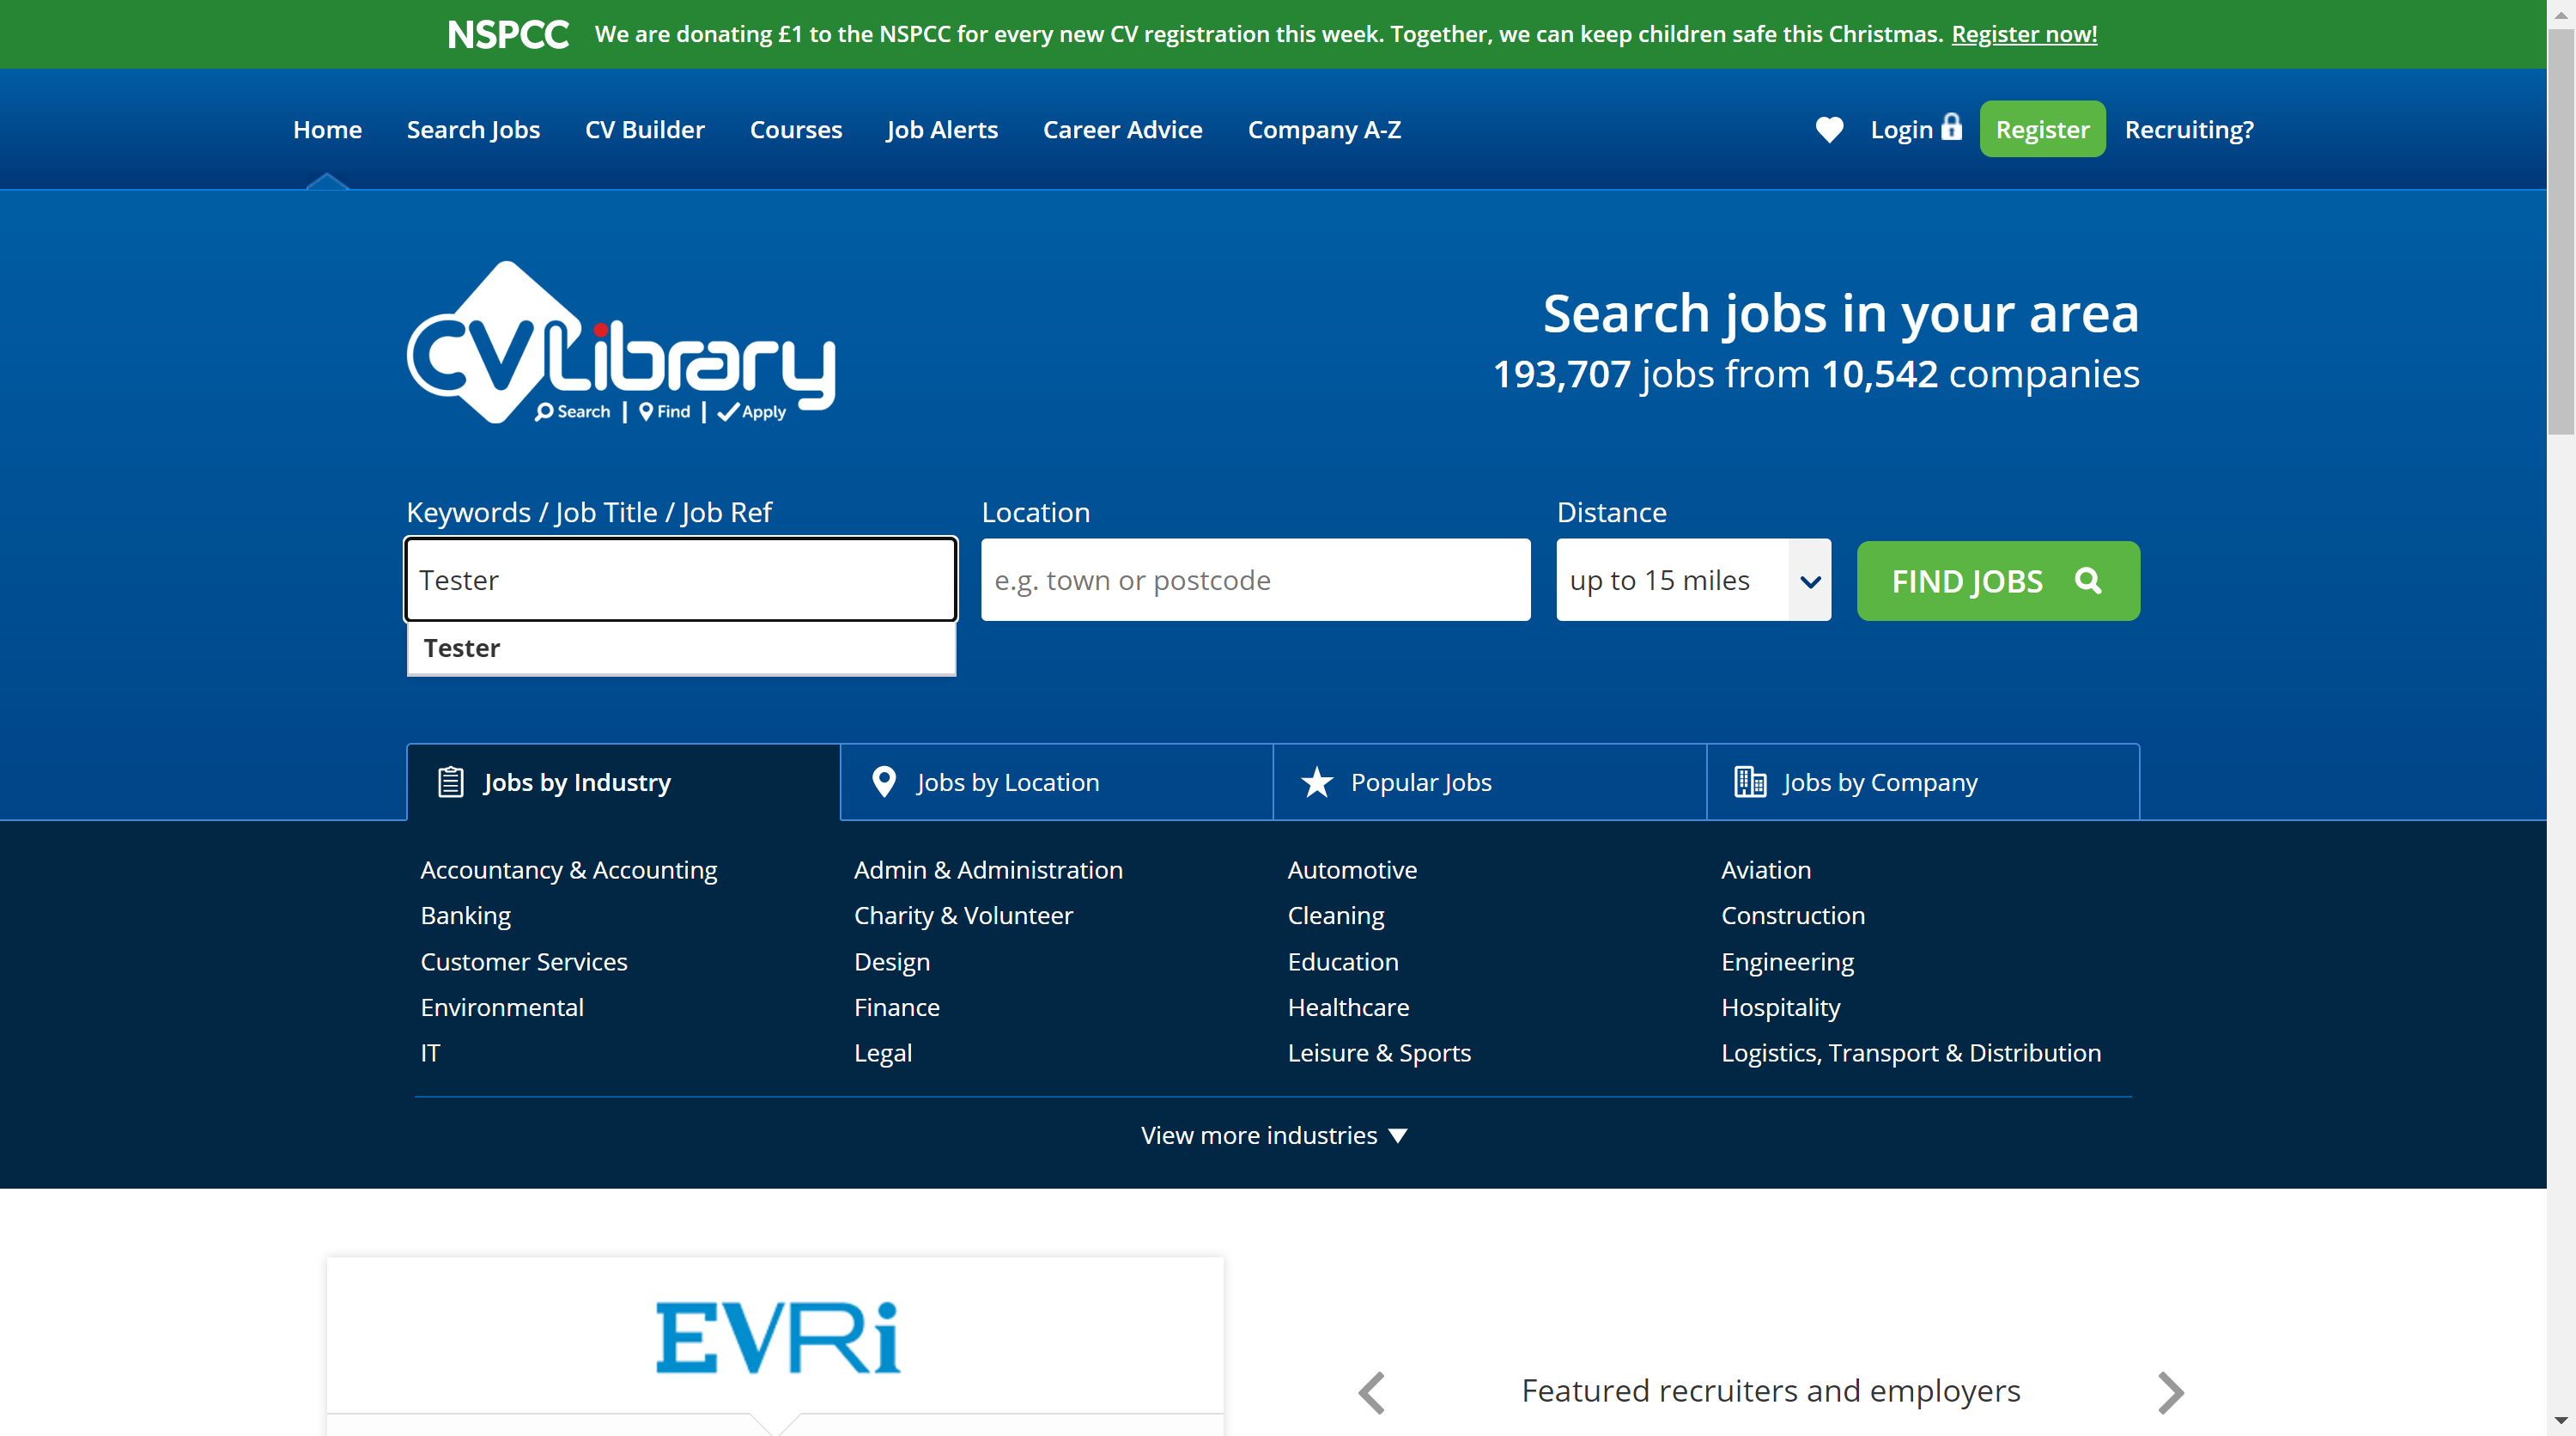 NSPCC We are donating £1 to the NSPCC for every new CV registration this week. Together, we can keep children safe this Christmas. Register now!
Home Search Jobs CV Builder Courses Job Alerts Career Advice Company A-Z Login Register Recruiting?
CV Library
Search | Find | Apply
Search jobs in your area
193,707 jobs from 10,542 companies
Keywords / Job Title / Job Ref Location Distance
Tester e.g. town or postcode up to 15 miles FIND JOBS
Tester
Jobs by Industry Jobs by Location Popular Jobs Jobs by Company
Accountancy & Accounting Admin & Administration Automotive Aviation
Banking Charity & Volunteer Cleaning Construction
Customer Services Design Education Engineering
Environmental Finance Healthcare Hospitality
IT Legal Leisure & Sports Logistics, Transport & Distribution
View more industries
EVRi
Featured recruiters and employers